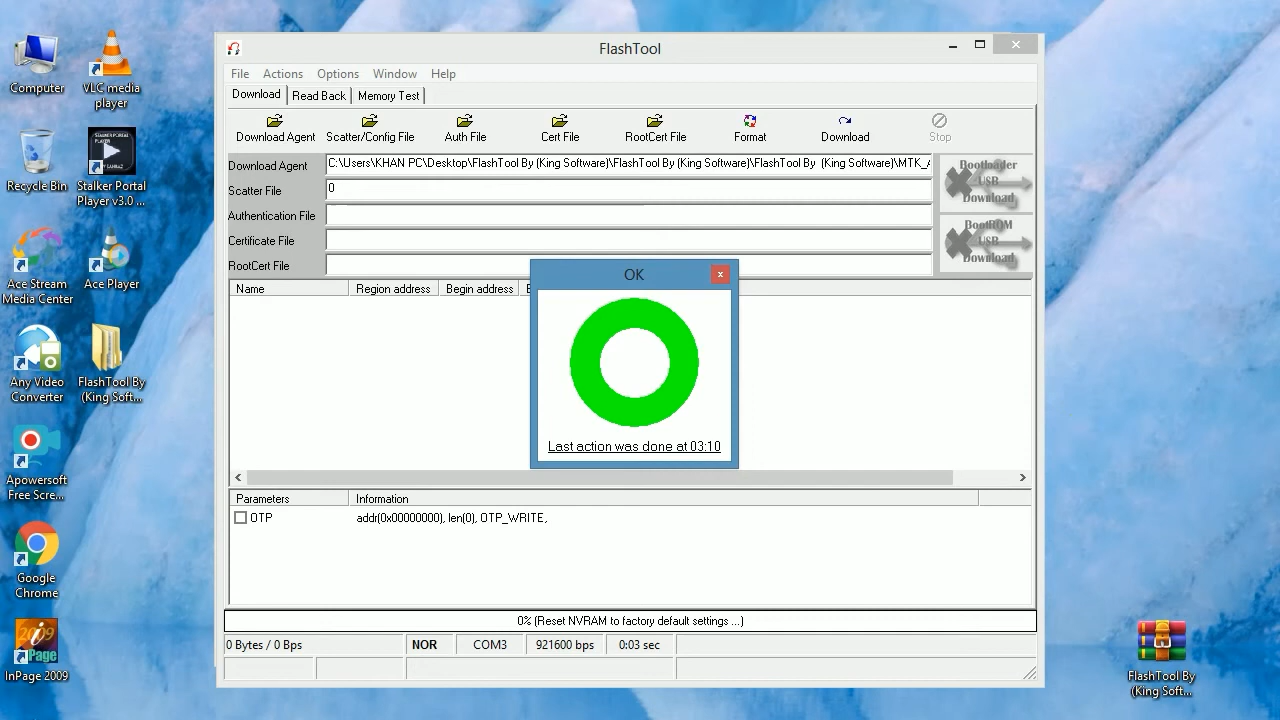 Computer
VLC media
player
Recycle Bin
STALKER PORTAL
PLAYER
Stalker Portal
Player v3.0 ...
Ace Stream
Media Center
Ace Player
Any Video
Converter
FlashTool By
(King Soft...
Apowersoft
Free Scre...
Google
Chrome
2009
Page
InPage 2009
FlashTool
File Actions Options Window Help
Download Read Back Memory Test
Download Agent Scatter/Config File Auth File Cert File RootCert File Format Download Stop
Download Agent C:\Users\KHAN PC\Desktop\FlashTool By (King Software)\FlashTool By (King Software)\FlashTool By (King Software)\MTK_A
Scatter File 0
Authentication File
Certificate File
RootCert File
Bootloader
USB
Download
BootROM
USB
Download
Name Region address Begin address
OK
Last action was done at 03:10
Parameters Information
OTP addr(0x00000000), len(0), OTP_WRITE,
0% (Reset NVRAM to factory default settings ...)
0 Bytes / 0 Bps NOR COM3 921600 bps 0:03 sec
FlashTool By
(King Soft...